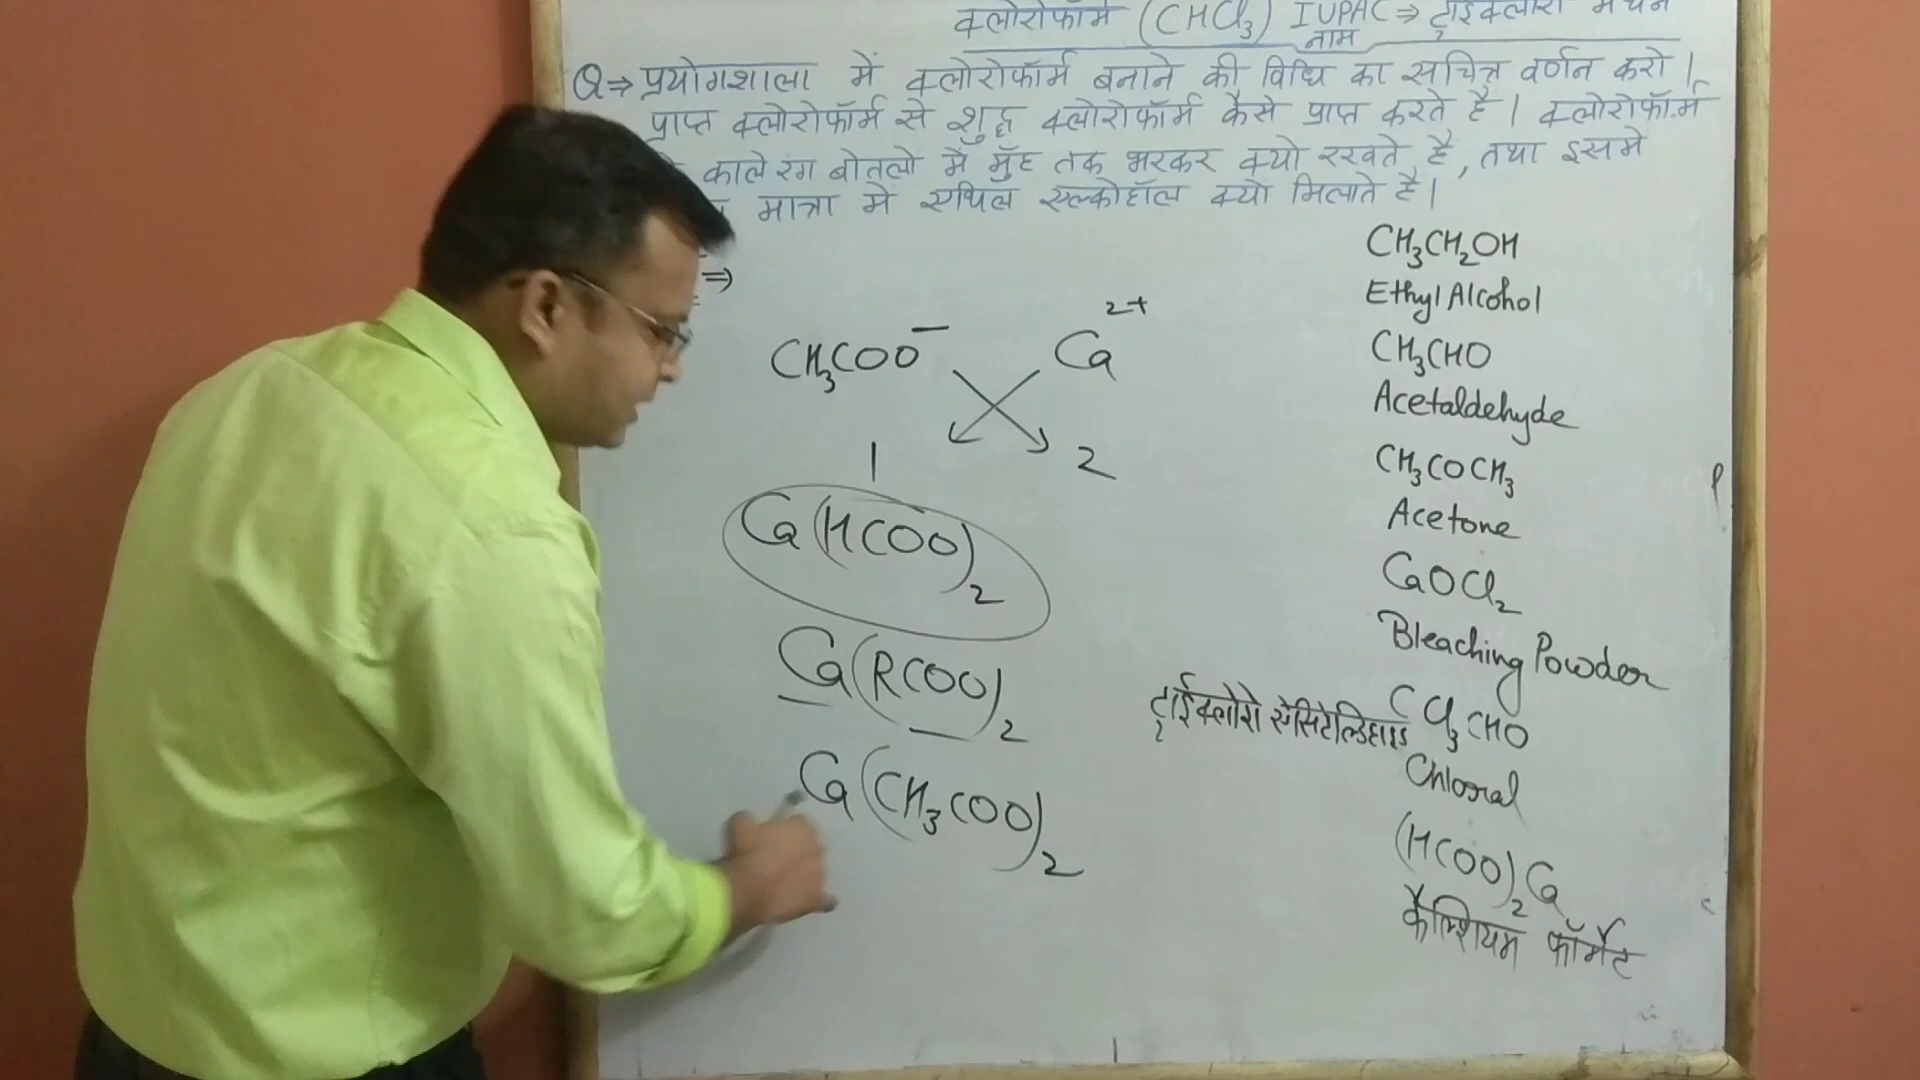 क्लोरोफॉर्म (CHCl₃) IUPAC ⇒ ट्राइक्लोरो मेथेन
नाम
Q ⇒ प्रयोगशाला में क्लोरोफॉर्म बनाने की विधि का सचित्र वर्णन करो।
प्राप्त क्लोरोफॉर्म से शुद्ध क्लोरोफॉर्म कैसे प्राप्त करते है। क्लोरोफॉर्म
काले रंग बोतलो में मुँह तक भरकर क्यो रखते है, तथा इसमे
मात्रा में एथिल एल्कोहॉल क्यो मिलाते है।
⇒
CH₃COO⁻ Ca²⁺
1 2
Ca(HCOO)₂
Ca(RCOO)₂
Ca(CH₃COO)₂
CH₃CH₂OH
Ethyl Alcohol
CH₃CHO
Acetaldehyde
CH₃COCH₃
Acetone
CaOCl₂
Bleaching Powder
ट्राईक्लोरो ऐसिटेल्डिहाइड CCl₃CHO
Chloral
(HCOO)₂Ca
कैल्शियम फॉर्मेट